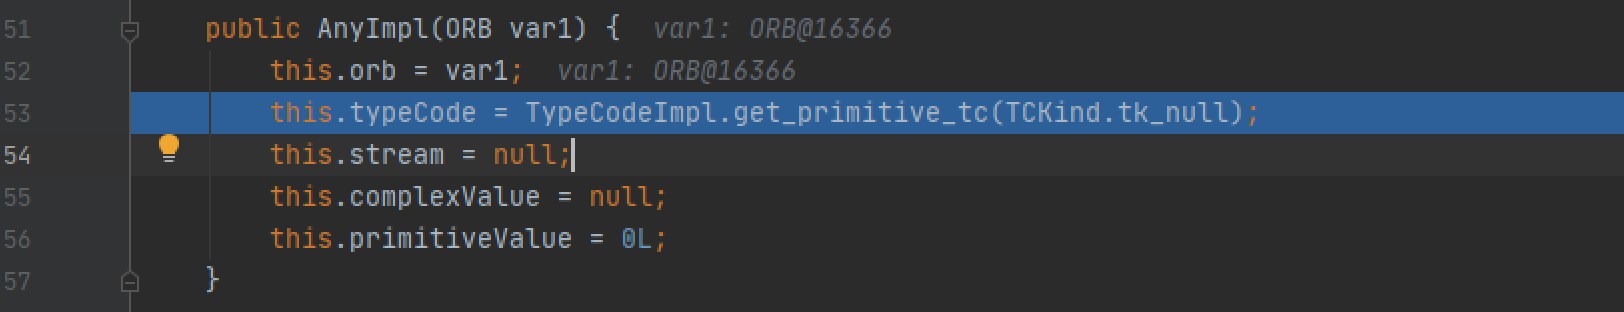 51 public AnyImpl(ORB var1) { var1: ORB@16366
52 this.orb = var1; var1: ORB@16366
53 this.typeCode = TypeCodeImpl.get_primitive_tc(TCKind.tk_null);
54 this.stream = null;
55 this.complexValue = null;
56 this.primitiveValue = 0L;
57 }